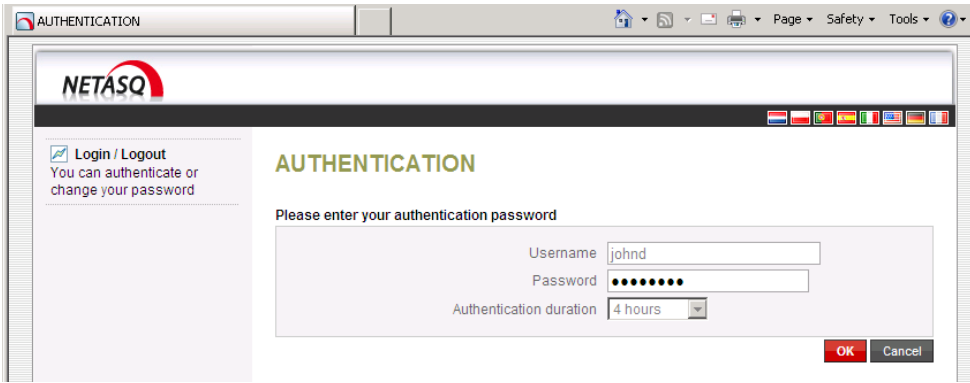 AUTHENTICATION
Page Safety Tools
NETASQ
Login / Logout
You can authenticate or
change your password
AUTHENTICATION
Please enter your authentication password
Username johnd
Password ●●●●●●●●
Authentication duration 4 hours
OK Cancel